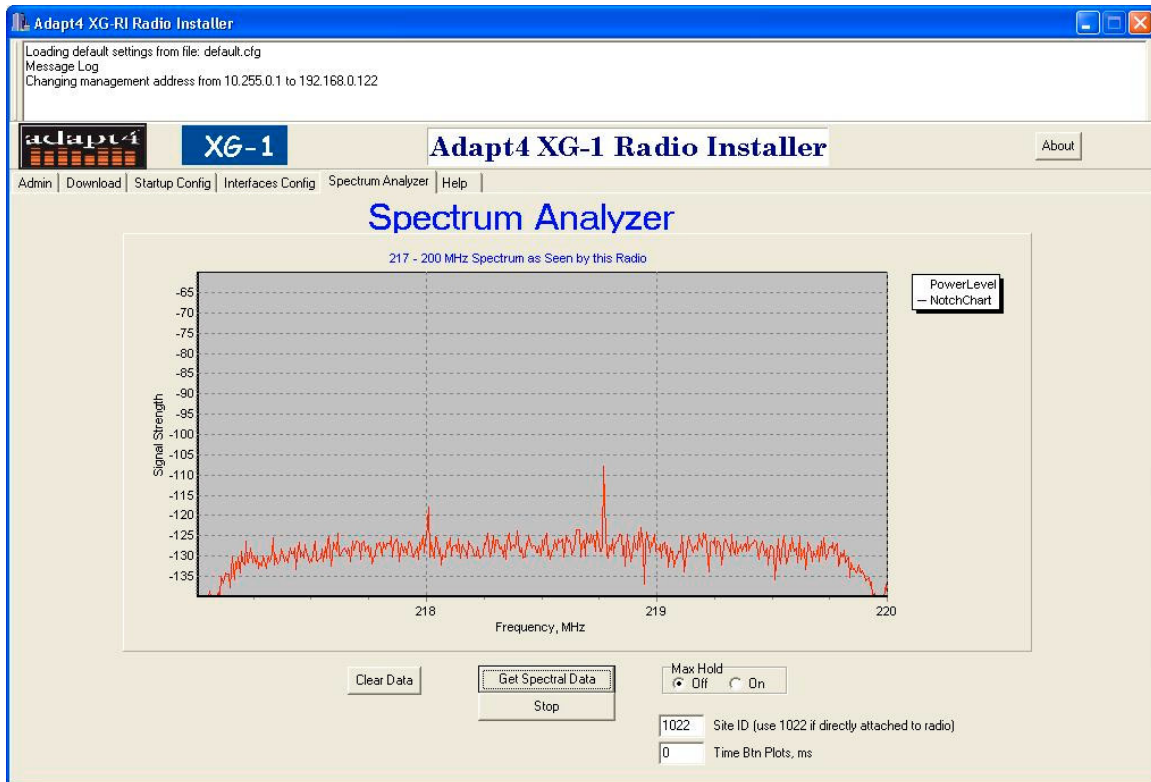 Adapt4 XG-RI Radio Installer
Loading default settings from file: default.cfg
Message Log
Changing management address from 10.255.0.1 to 192.168.0.122
adapt4
XG-1
Adapt4 XG-1 Radio Installer
About
Admin
Download
Startup Config
Interfaces Config
Spectrum Analyzer
Help
Spectrum Analyzer
217 - 200 MHz Spectrum as Seen by this Radio
PowerLevel
NotchChart
Signal Strength
-65
-70
-75
-80
-85
-90
-95
-100
-105
-110
-115
-120
-125
-130
-135
218
219
220
Frequency, MHz
Clear Data
Get Spectral Data
Stop
Max Hold
Off
On
1022
Site ID (use 1022 if directly attached to radio)
0
Time Btn Plots, ms